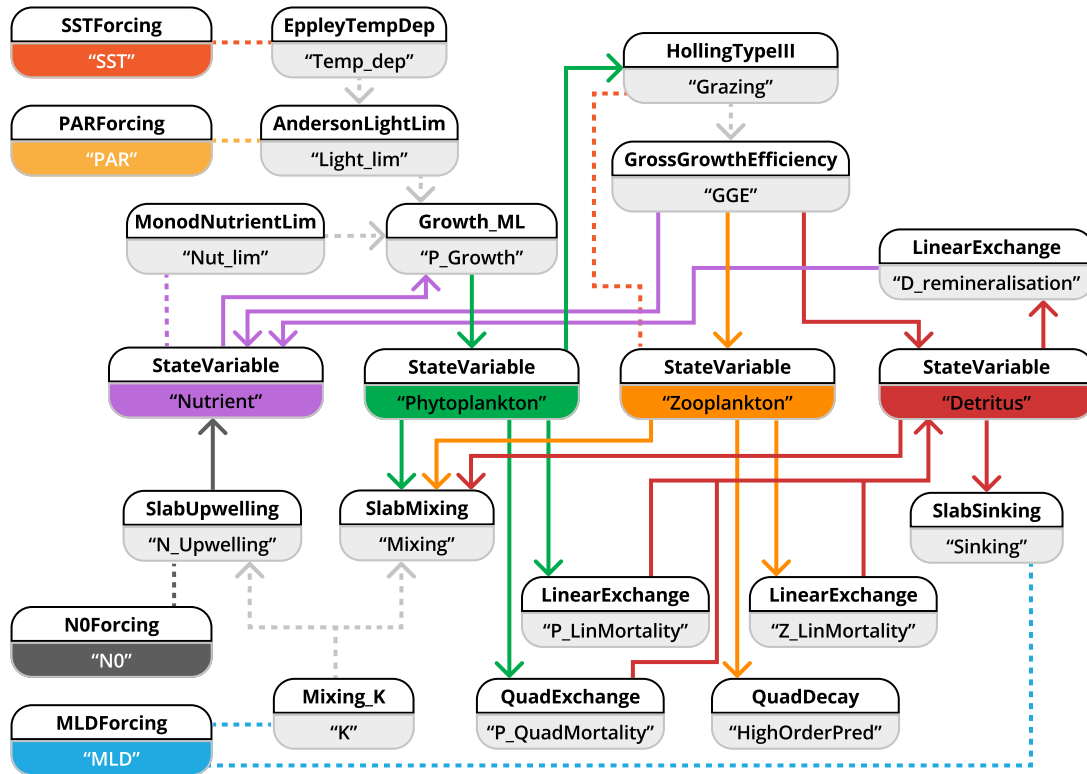 SSTForcing
“SST”
EppleyTempDep
“Temp_dep”
HollingTypeIII
“Grazing”
PARForcing
“PAR”
AndersonLightLim
“Light_lim”
GrossGrowthEfficiency
“GGE”
MonodNutrientLim
“Nut_lim”
Growth_ML
“P_Growth”
LinearExchange
“D_remineralisation”
StateVariable
“Nutrient”
StateVariable
“Phytoplankton”
StateVariable
“Zooplankton”
StateVariable
“Detritus”
SlabUpwelling
“N_Upwelling”
SlabMixing
“Mixing”
SlabSinking
“Sinking”
LinearExchange
“P_LinMortality”
LinearExchange
“Z_LinMortality”
N0Forcing
“N0”
Mixing_K
“K”
QuadExchange
“P_QuadMortality”
QuadDecay
“HighOrderPred”
MLDForcing
“MLD”